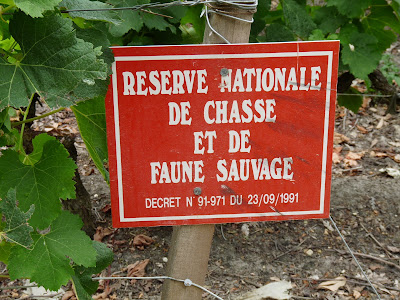 RESERVE NATIONALE
DE CHASSE
ET DE
FAUNE SAUVAGE
DECRET N 91-971 DU 23/09/1991